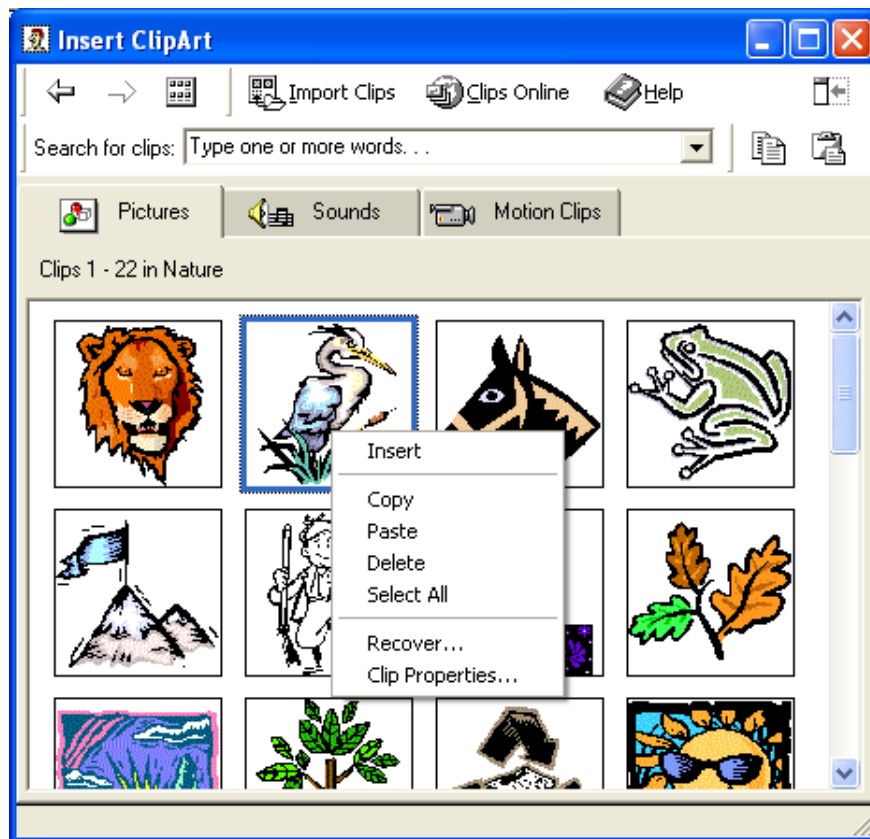 Insert ClipArt
Import Clips Clips Online Help
Search for clips: Type one or more words. . .
Pictures Sounds Motion Clips
Clips 1 - 22 in Nature
Insert
Copy
Paste
Delete
Select All
Recover...
Clip Properties...